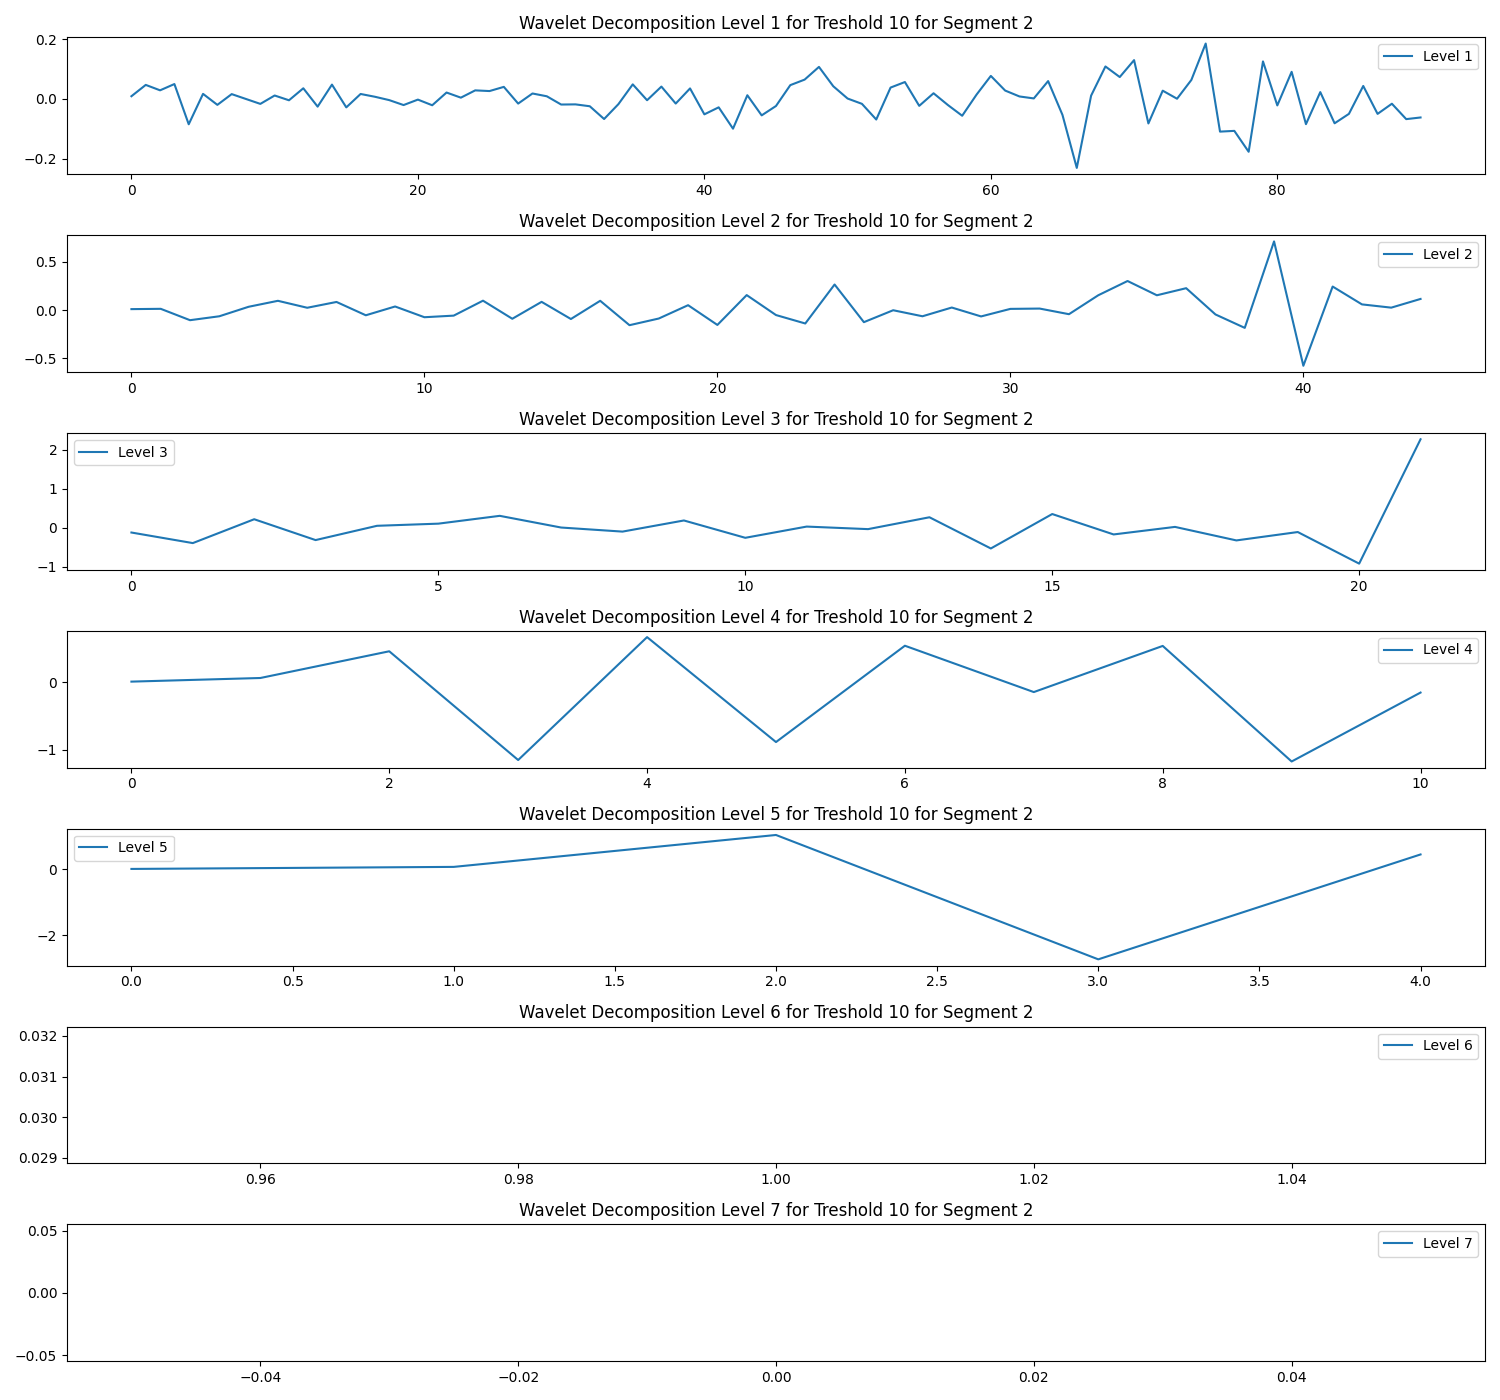 Wavelet Decomposition Level 1 for Treshold 10 for Segment 2
0.2
0.0
−0.2
Level 1
0 20 40 60 80
Wavelet Decomposition Level 2 for Treshold 10 for Segment 2
0.5
0.0
−0.5
Level 2
0 10 20 30 40
Wavelet Decomposition Level 3 for Treshold 10 for Segment 2
2
1
0
−1
Level 3
0 5 10 15 20
Wavelet Decomposition Level 4 for Treshold 10 for Segment 2
0
−1
Level 4
0 2 4 6 8 10
Wavelet Decomposition Level 5 for Treshold 10 for Segment 2
0
−2
Level 5
0.0 0.5 1.0 1.5 2.0 2.5 3.0 3.5 4.0
Wavelet Decomposition Level 6 for Treshold 10 for Segment 2
0.032
0.031
0.030
0.029
Level 6
0.96 0.98 1.00 1.02 1.04
Wavelet Decomposition Level 7 for Treshold 10 for Segment 2
0.05
0.00
−0.05
Level 7
−0.04 −0.02 0.00 0.02 0.04